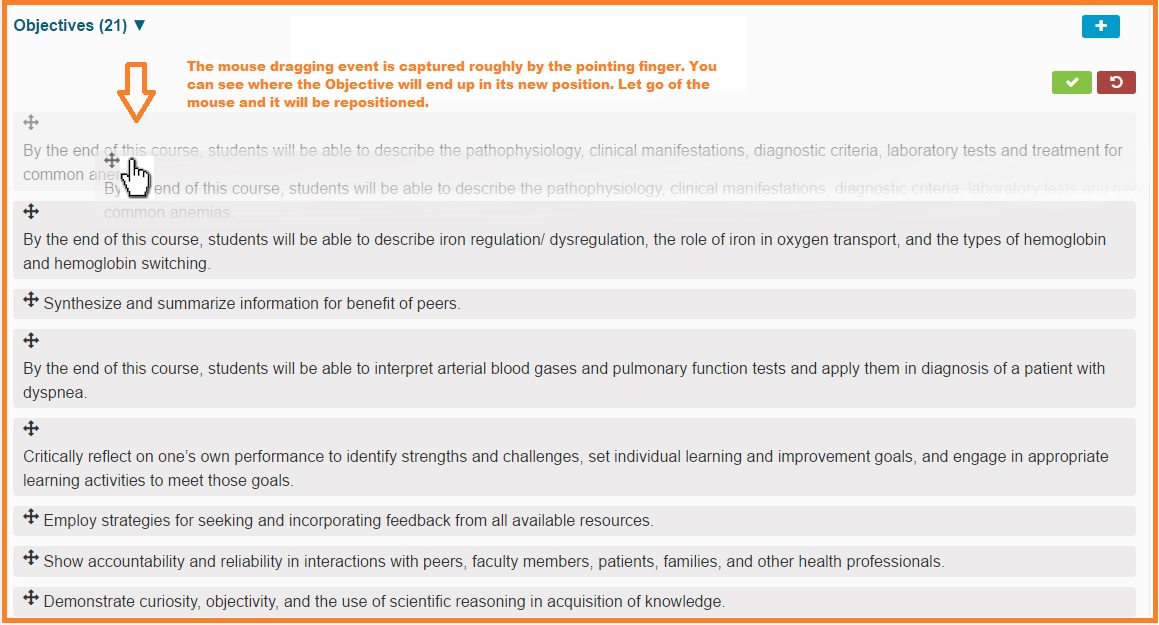 Objectives (21) ▼
The mouse dragging event is captured roughly by the pointing finger. You
can see where the Objective will end up in its new position. Let go of the
mouse and it will be repositioned.
By the end of this course, students will be able to describe the pathophysiology, clinical manifestations, diagnostic criteria, laboratory tests and treatment for
common
By end of this course, students will be able to describe the pathophysiology, clinical manifestations, diagnostic criteria, laboratory tests and
common anemias.
By the end of this course, students will be able to describe iron regulation/ dysregulation, the role of iron in oxygen transport, and the types of hemoglobin
and hemoglobin switching.
Synthesize and summarize information for benefit of peers.
By the end of this course, students will be able to interpret arterial blood gases and pulmonary function tests and apply them in diagnosis of a patient with
dyspnea.
Critically reflect on one’s own performance to identify strengths and challenges, set individual learning and improvement goals, and engage in appropriate
learning activities to meet those goals.
Employ strategies for seeking and incorporating feedback from all available resources.
Show accountability and reliability in interactions with peers, faculty members, patients, families, and other health professionals.
Demonstrate curiosity, objectivity, and the use of scientific reasoning in acquisition of knowledge.